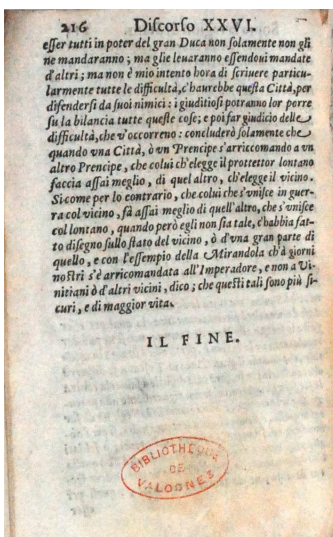 216 Discorso XXVI.
esser tutti in poter del gran Duca non solamente non gli
ne mandaranno; ma glie leuaranno essendoui mandate
d'altri; ma non è mio intento hora di scriuere particu-
larmente tutte le difficultà, c'haurebbe questa Città, per
difendersi da suoi nimici: i giuditiosi potranno lor porre
su la bilancia tutte queste cose; e poi far giudicio delle
difficultà, che v'occorreno: concluderò solamente che
quando vna Città, ò vn Prencipe s'arriccomando a vn
altro Prencipe, che colui ch'elegge il protettor lontano
faccia assai meglio, di quel altro, ch'elegge il vicino.
Si come per lo contrario, che colui che s'vnisce in guer-
ra col vicino, fà assai meglio di quell'altro, che s'vnisce
col lontano, quando però egli non sia tale, c'habbia fat-
to disegno sullo stato del vicino, ò d'vna gran parte di
quello, e con l'essempio della Mirandola ch'à giorni
nostri s'è arricomandata all'Imperadore, e non a Vi-
nitiani ò d'altri vicini, dico; che questi tali sono più si-
curi, e di maggior vita.
IL FINE.
BIBLIOTHEQUE
DE
VALOGNES